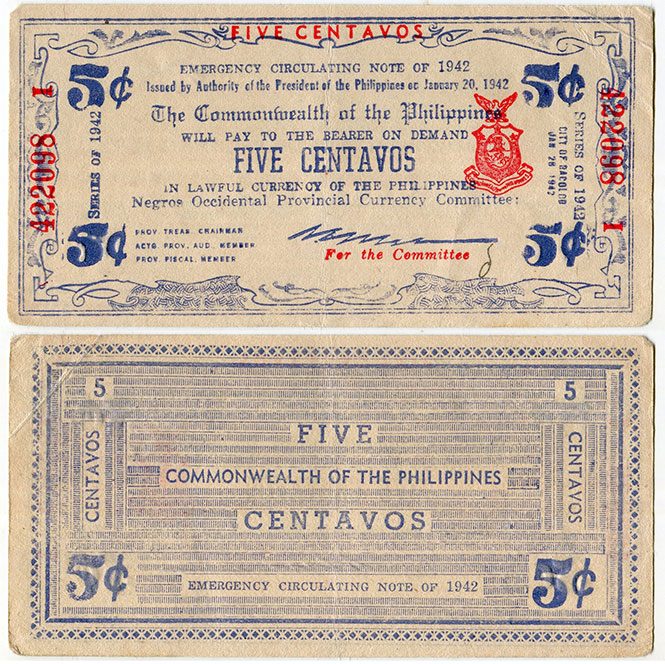 FIVE CENTAVOS
5¢
5¢
EMERGENCY CIRCULATING NOTE OF 1942
Issued by Authority of the President of the Philippines on January 20, 1942
The Commonwealth of the Philippines
WILL PAY TO THE BEARER ON DEMAND
FIVE CENTAVOS
IN LAWFUL CURRENCY OF THE PHILIPPINES
Negros Occidental Provincial Currency Committee:
422098 I
SERIES OF 1942
CITY OF BACOLOD
JAN 26 1942
SERIES OF 1942
422098 I
5¢
5¢
PROV TREAS CHAIRMAN
ACTG PROV. AUD. MEMBER
PROV FISCAL, MEMBER
For the Committee
5
5
FIVE
CENTAVOS
COMMONWEALTH OF THE PHILIPPINES
CENTAVOS
CENTAVOS
5¢
EMERGENCY CIRCULATING NOTE OF 1942
5¢